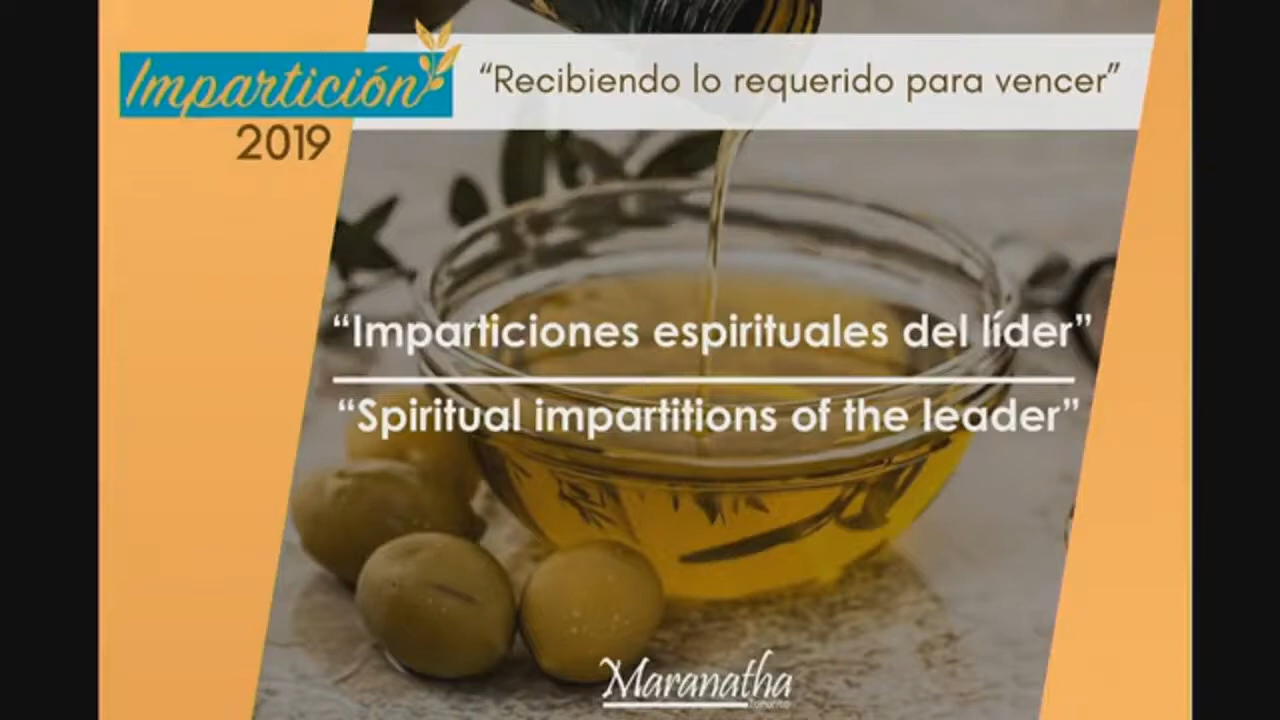 Impartición
2019
“Recibiendo lo requerido para vencer”
“Imparticiones espirituales del líder”
“Spiritual impartitions of the leader”
Maranatha